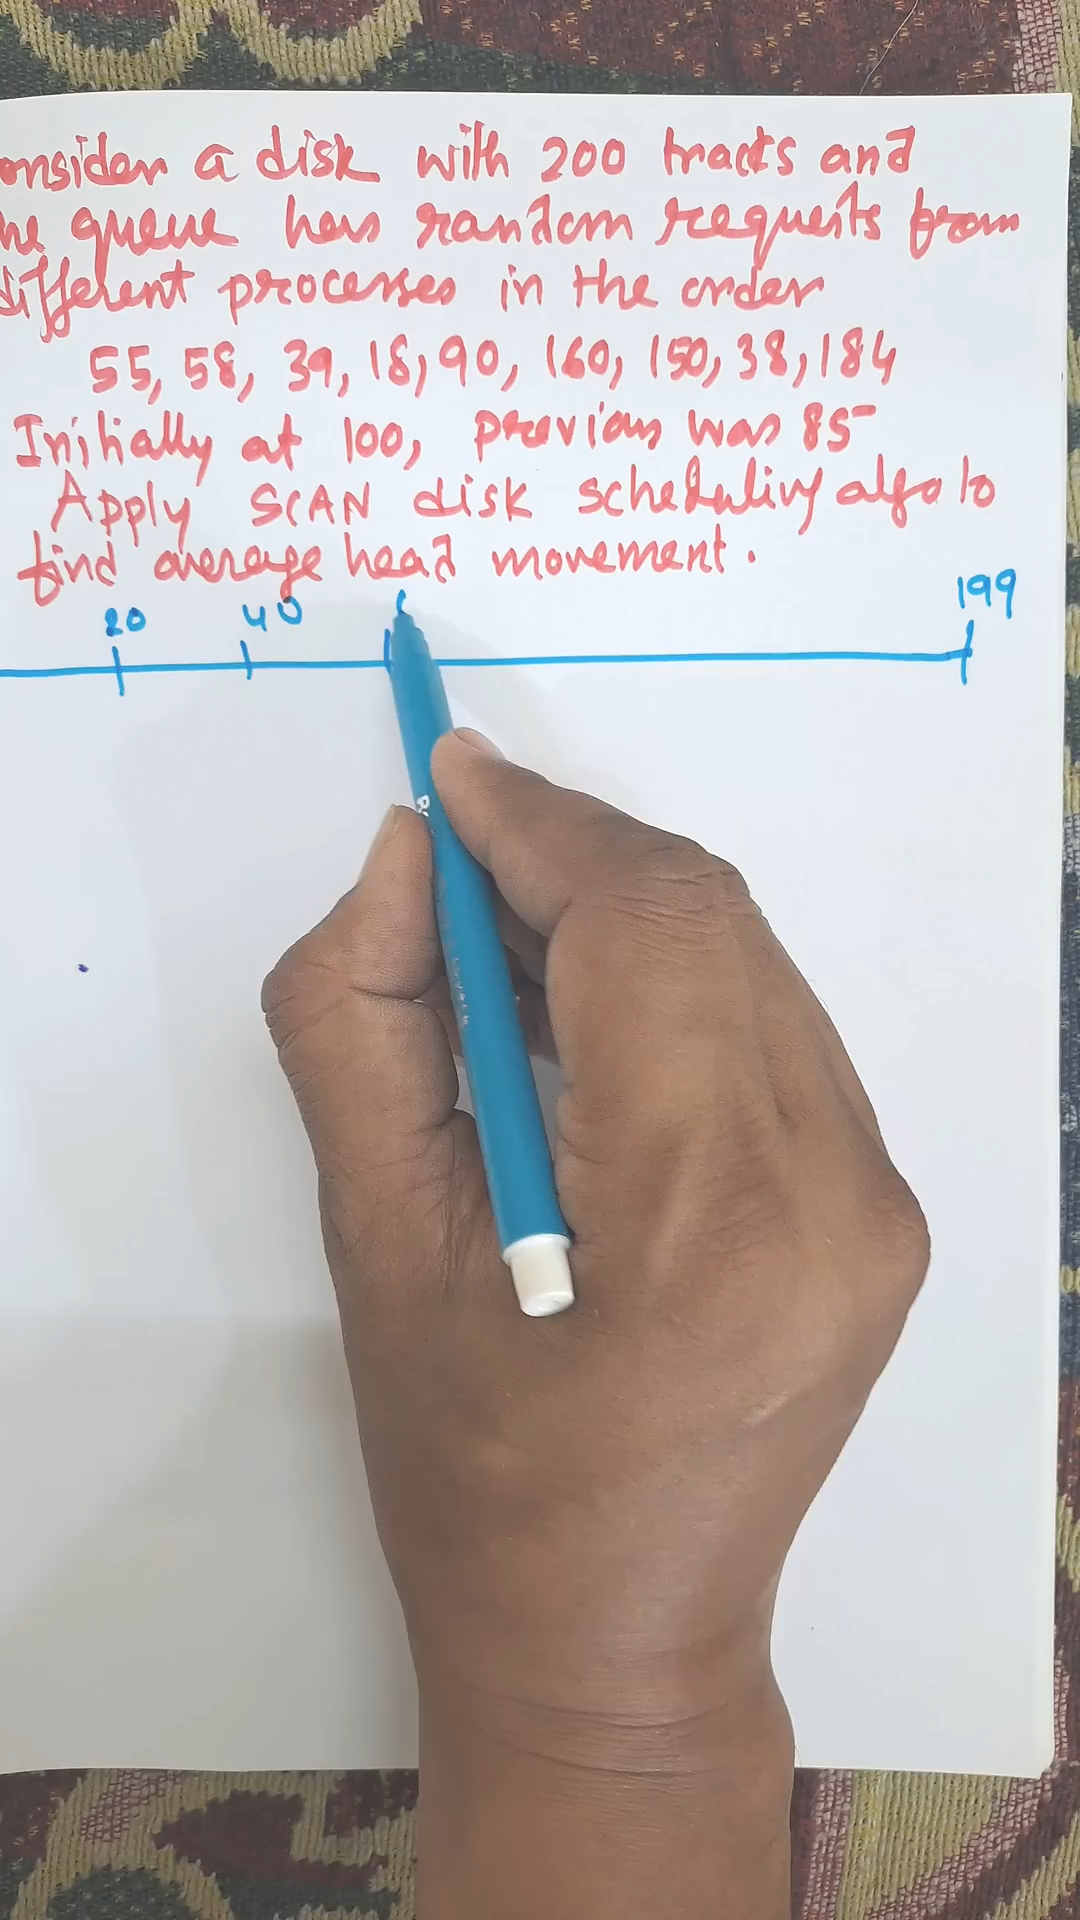 onsider a disk with 200 tracts and
he queue has random requests from
different processes in the order
55, 58, 39, 18, 90, 160, 150, 38, 184
Initially at 100, previous was 85
Apply SCAN disk scheduling algo to
find average head movement.
20 40 199